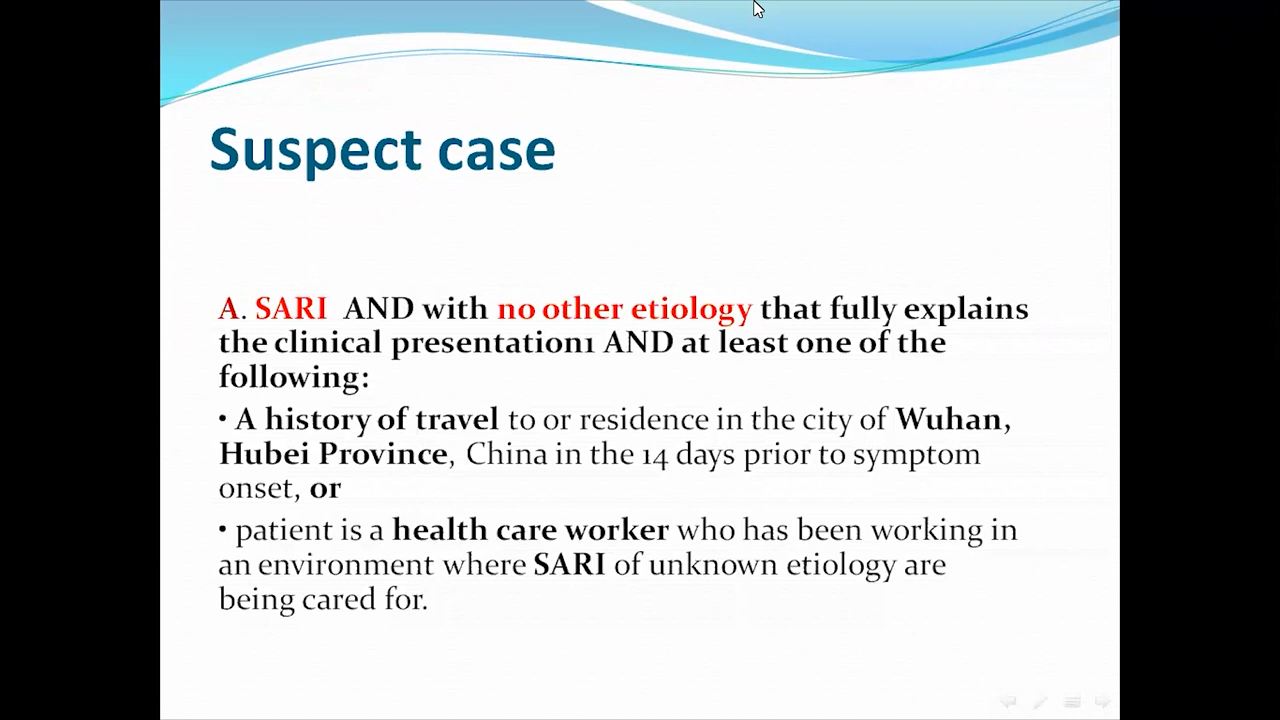 Suspect case
A. SARI AND with no other etiology that fully explains
the clinical presentation1 AND at least one of the
following:
• A history of travel to or residence in the city of Wuhan,
Hubei Province, China in the 14 days prior to symptom
onset, or
• patient is a health care worker who has been working in
an environment where SARI of unknown etiology are
being cared for.